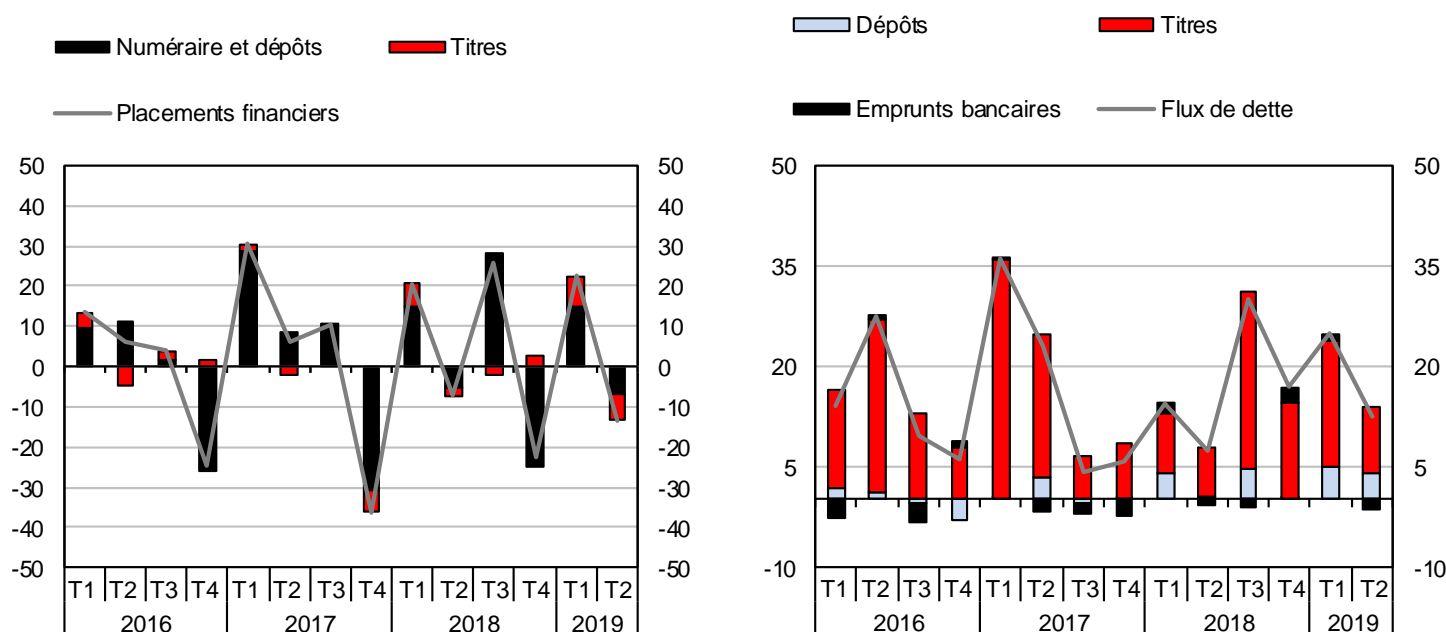 Numéraire et dépôts Titres
Placements financiers
50 50
40 40
30 30
20 20
10 10
0 0
-10 -10
-20 -20
-30 -30
-40 -40
-50 -50
T1 T2 T3 T4 T1 T2 T3 T4 T1 T2 T3 T4 T1 T2
2016 2017 2018 2019
Dépôts Titres
Emprunts bancaires Flux de dette
50 50
35 35
20 20
5 5
-10 -10
T1 T2 T3 T4 T1 T2 T3 T4 T1 T2 T3 T4 T1 T2
2016 2017 2018 2019